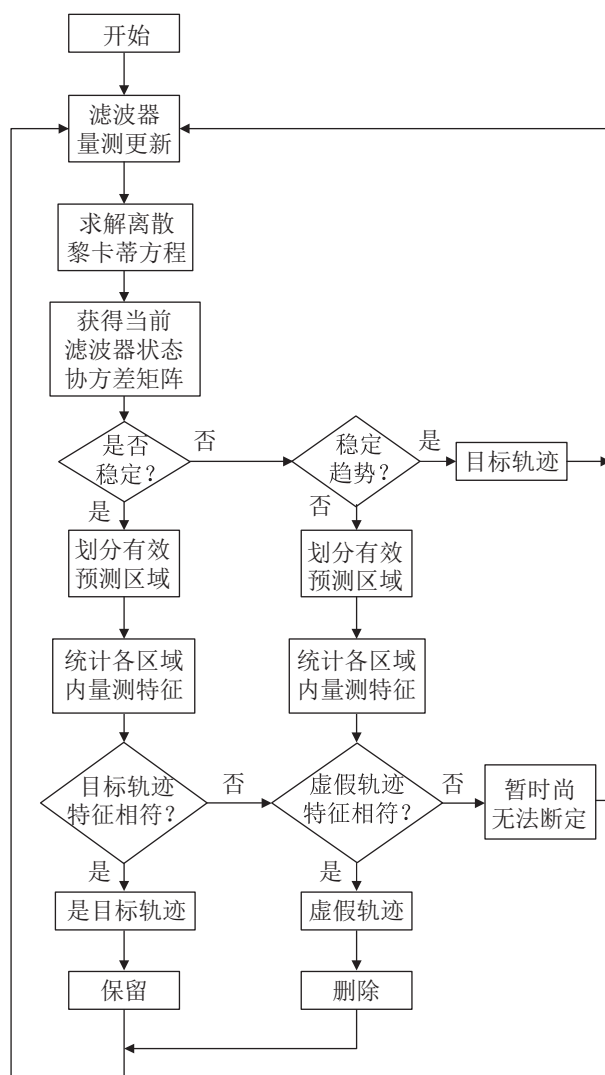 开始
滤波器
量测更新
求解离散
黎卡蒂方程
获得当前
滤波器状态
协方差矩阵
是否
稳定？
否
稳定
趋势？
是
目标轨迹
是
否
划分有效
预测区域
划分有效
预测区域
统计各区域
内量测特征
统计各区域
内量测特征
目标轨迹
特征相符？
否
虚假轨迹
特征相符？
否
暂时尚
无法断定
是
是
是目标轨迹
虚假轨迹
保留
删除